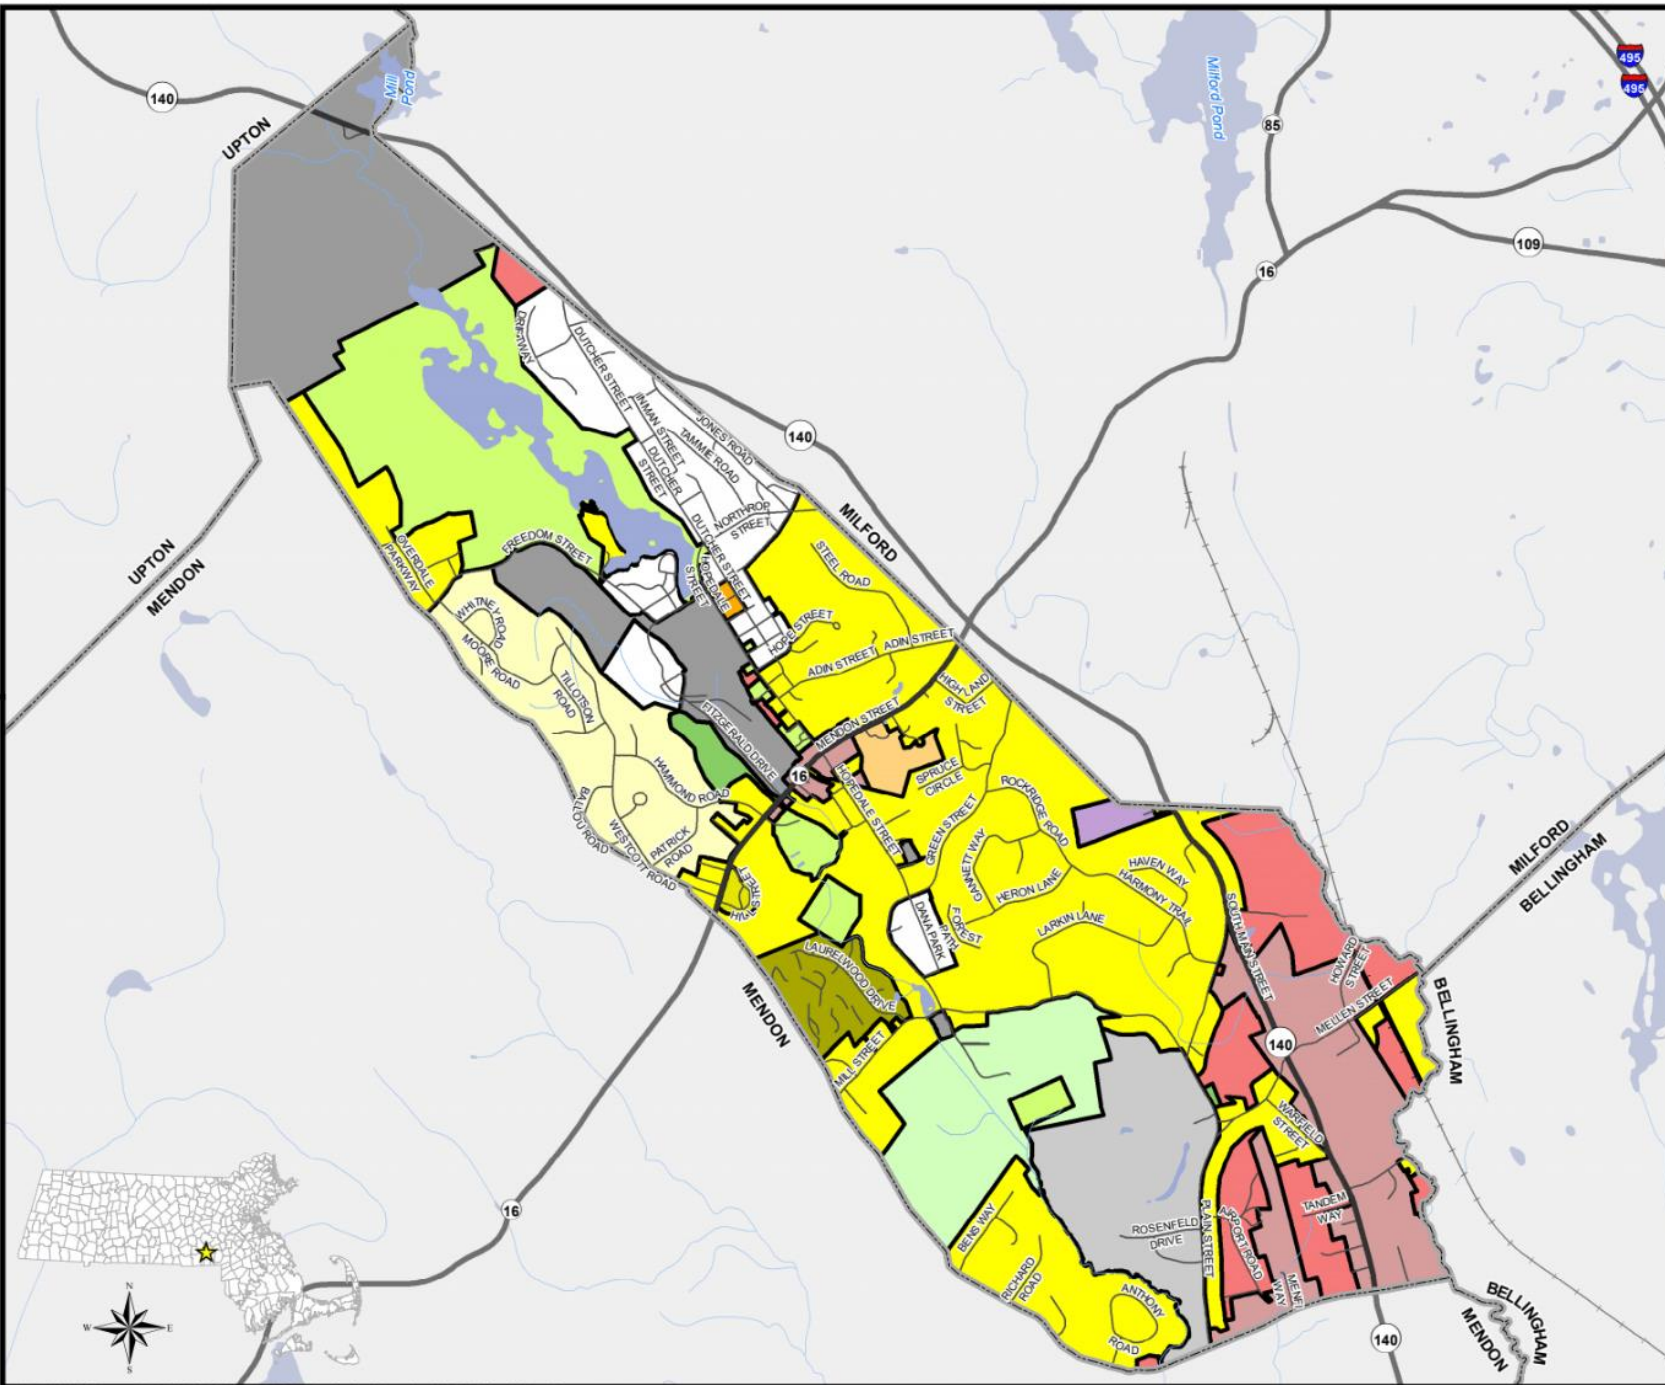 495
495
140
UPTON
Mill
Pond
Milford Pond
85
109
16
DRIFTWAY
DUTCHER STREET
INMAN STREET
JONES ROAD
TAMMIE ROAD
140
DUTCHER
STREET
NORTHROP
STREET
MILFORD
UPTON
MENDON
FREEDOM STREET
OVERDALE
PARKWAY
DUTCHER STREET
HOPEDALE
STREET
STEEL ROAD
WHITNEY ROAD
MOORE ROAD
HOPE STREET
ADIN STREET
ADIN STREET
HIGHLAND
STREET
TILLOTSON
ROAD
FITZGERALD DRIVE
MENDON STREET
16
HAMMOND ROAD
HOPEDALE STREET
SPRUCE
CIRCLE
ROCKRIDGE ROAD
BALLOU ROAD
WESTCOTT ROAD
PATRICK
ROAD
GREEN STREET
GANNETT WAY
HAVEN WAY
HARMONY TRAIL
HERON LANE
HILL STREET
DANA PARK
FOREST
PATH
LARKIN LANE
SOUTH MAIN STREET
MILFORD
BELLINGHAM
HOWARD
STREET
LAURELWOOD DRIVE
MENDON
MELLEN STREET
BELLINGHAM
140
MILL STREET
WARFIELD
STREET
16
BENS WAY
RICHARD
ROAD
ROSENFELD
DRIVE
PLAIN STREET
AIRPORT ROAD
TANDEM
WAY
MENFI
WAY
ANTHONY
ROAD
140
BELLINGHAM
MENDON
N
W
E
S